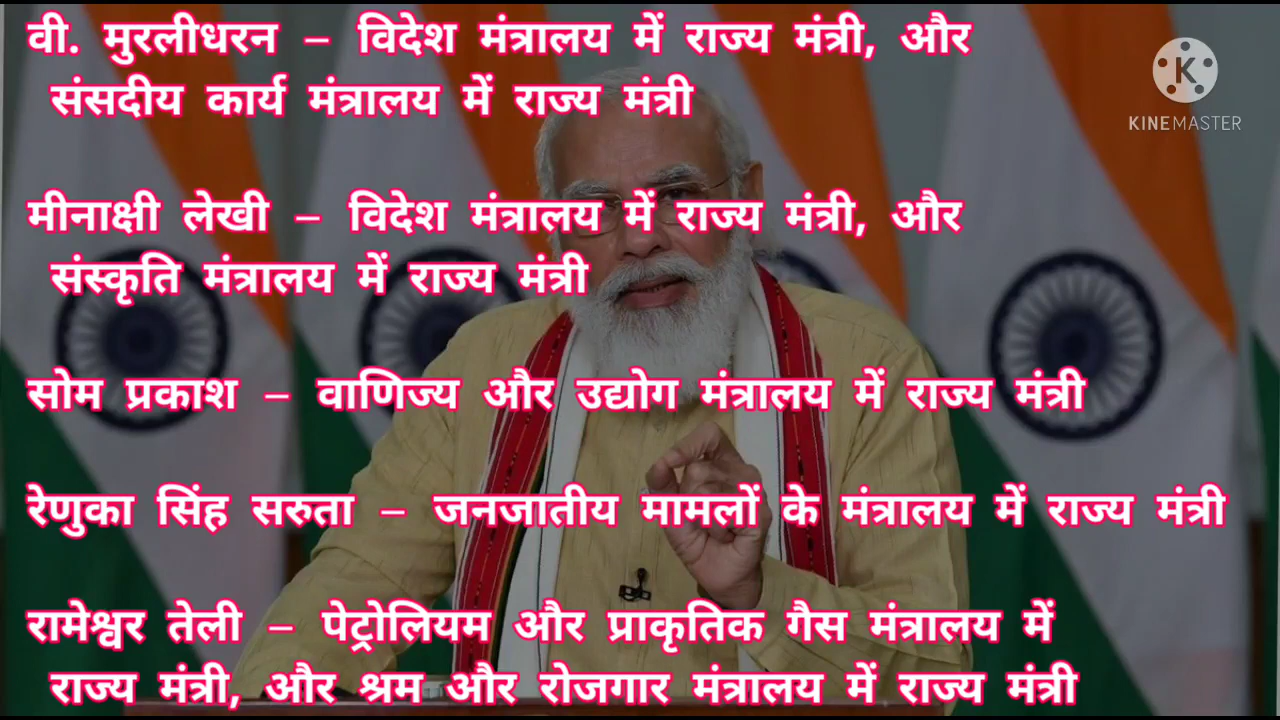 वी. मुरलीधरन – विदेश मंत्रालय में राज्य मंत्री, और
संसदीय कार्य मंत्रालय में राज्य मंत्री
KINEMASTER
मीनाक्षी लेखी – विदेश मंत्रालय में राज्य मंत्री, और
संस्कृति मंत्रालय में राज्य मंत्री
सोम प्रकाश – वाणिज्य और उद्योग मंत्रालय में राज्य मंत्री
रेणुका सिंह सरुता – जनजातीय मामलों के मंत्रालय में राज्य मंत्री
रामेश्वर तेली – पेट्रोलियम और प्राकृतिक गैस मंत्रालय में
राज्य मंत्री, और श्रम और रोजगार मंत्रालय में राज्य मंत्री